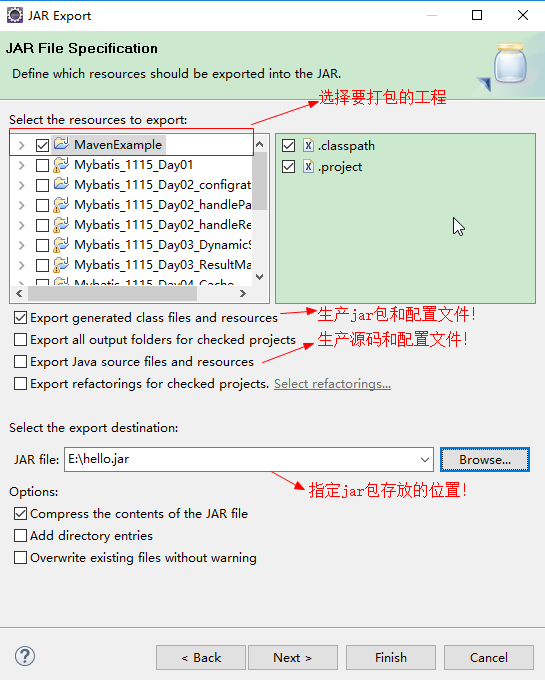 JAR Export
JAR File Specification
Define which resources should be exported into the JAR.
选择要打包的工程
Select the resources to export:
MavenExample
Mybatis_1115_Day01
Mybatis_1115_Day02_configrat
Mybatis_1115_Day02_handlePa
Mybatis_1115_Day02_handleRe
Mybatis_1115_Day03_DynamicS
Mybatis_1115_Day03_ResultMa
Mybatis_1115_Day04_Cache
.classpath
.project
Export generated class files and resources
生产jar包和配置文件!
Export all output folders for checked projects
生产源码和配置文件!
Export Java source files and resources
Export refactorings for checked projects. Select refactorings...
Select the export destination:
JAR file: E:\hello.jar Browse...
指定jar包存放的位置!
Options:
Compress the contents of the JAR file
Add directory entries
Overwrite existing files without warning
? < Back Next > Finish Cancel